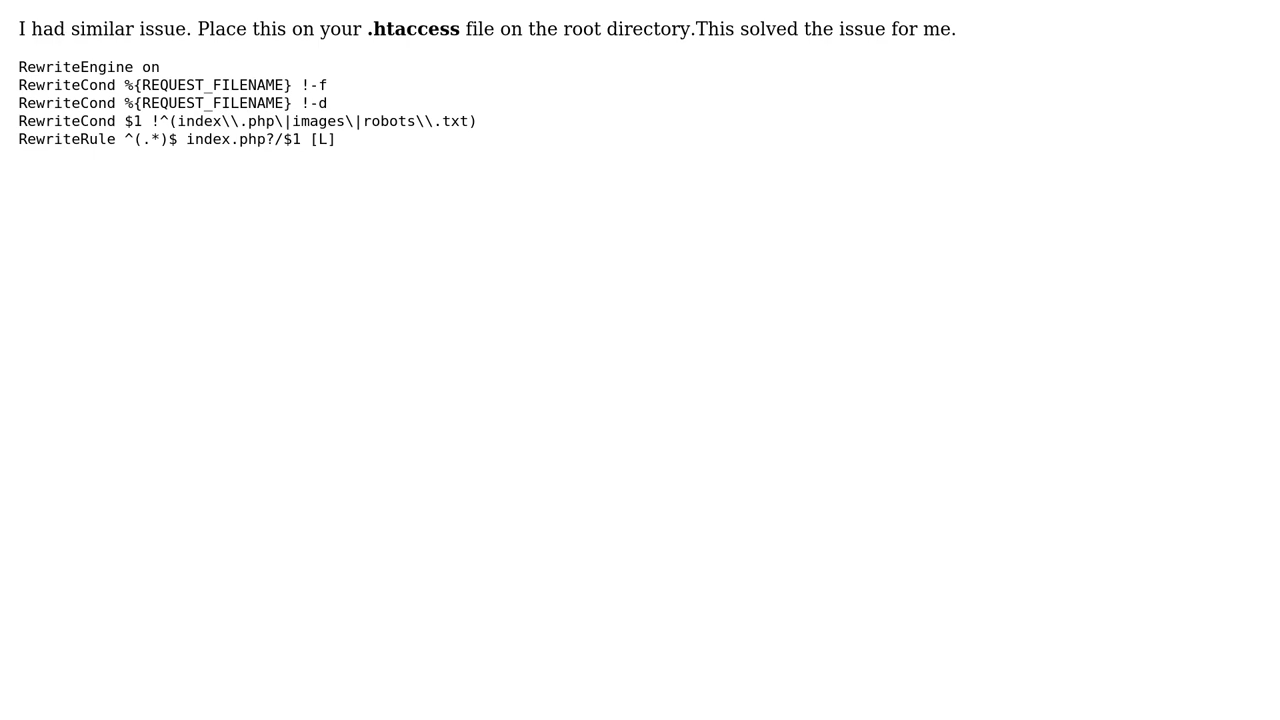 I had similar issue. Place this on your .htaccess file on the root directory.This solved the issue for me.
RewriteEngine on
RewriteCond %{REQUEST_FILENAME} !-f
RewriteCond %{REQUEST_FILENAME} !-d
RewriteCond $1 !^(index\\.php\|images\|robots\\.txt)
RewriteRule ^(.*)$ index.php?/$1 [L]